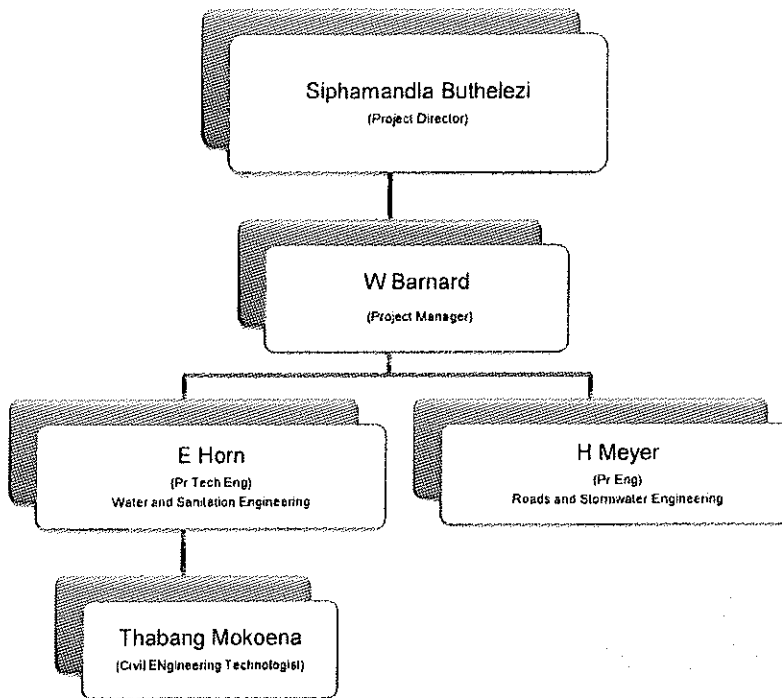 Siphamandla Buthelezi
(Project Director)
W Barnard
(Project Manager)
E Horn
(Pr Tech Eng)
Water and Sanitation Engineering
H Meyer
(Pr Eng)
Roads and Stormwater Engineering
Thabang Mokoena
(Civil ENgineering Technologist)